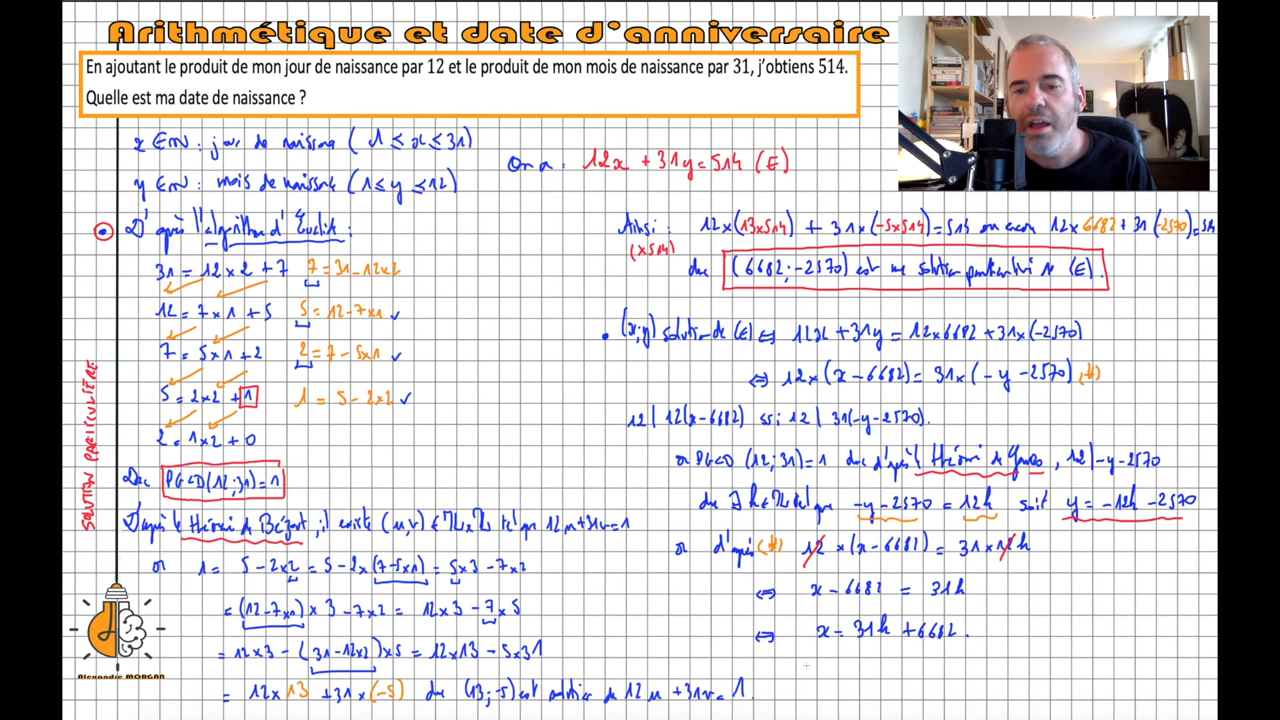 Arithmétique et date d'anniversaire
En ajoutant le produit de mon jour de naissance par 12 et le produit de mon mois de naissance par 31, j'obtiens 514.
Quelle est ma date de naissance ?
x ∈ ℕ : jour de naissance (1 ≤ x ≤ 31)
y ∈ ℕ : mois de naissance (1 ≤ y ≤ 12)
On a : 12x + 31y = 514 (E)
SOLUTION PARTICULIÈRE
• D'après l'algorithme d'Euclide :
31 = 12 × 2 + 7 7 = 31 - 12×2
12 = 7 × 1 + 5 5 = 12 - 7×1 ✓
7 = 5×1 + 2 2 = 7 - 5×1 ✓
5 = 2×2 + 1 1 = 5 - 2×2 ✓
2 = 1×2 + 0
Donc PGCD(12;31) = 1
D'après le théorème de Bézout, il existe (u,v) ∈ ℤ×ℤ tel que 12u + 31v = 1
or 1 = 5 - 2×2 = 5 - 2×(7-5×1) = 5×3 - 7×2
= (12-7×1) × 3 - 7×2 = 12×3 - 7×5
= 12×3 - (31-12×2)×5 = 12×13 - 5×31
= 12×13 + 31×(-5) donc (13;-5) est solution de 12u + 31v = 1.
Ainsi : (×514) 12×(13×514) + 31×(-5×514) = 514 ou encore 12×6682 + 31(-2570) = 514
donc (6682 ; -2570) est une solution particulière de (E).
• (x;y) solution de (E) ⇔ 12x + 31y = 12×6682 + 31×(-2570)
⇔ 12×(x - 6682) = 31×(-y - 2570) (*)
12 | 12(x-6682) ssi 12 | 31(-y-2570).
or PGCD (12;31) = 1 donc d'après le théorème de Gauss, 12 | -y-2570
donc ∃ k∈ℤ tel que -y-2570 = 12k soit y = -12k - 2570
or d'après (*) 12 ×(x-6682) = 31×12k
⇔ x - 6682 = 31k
⇔ x = 31k + 6682.
Alexandre MORGAN